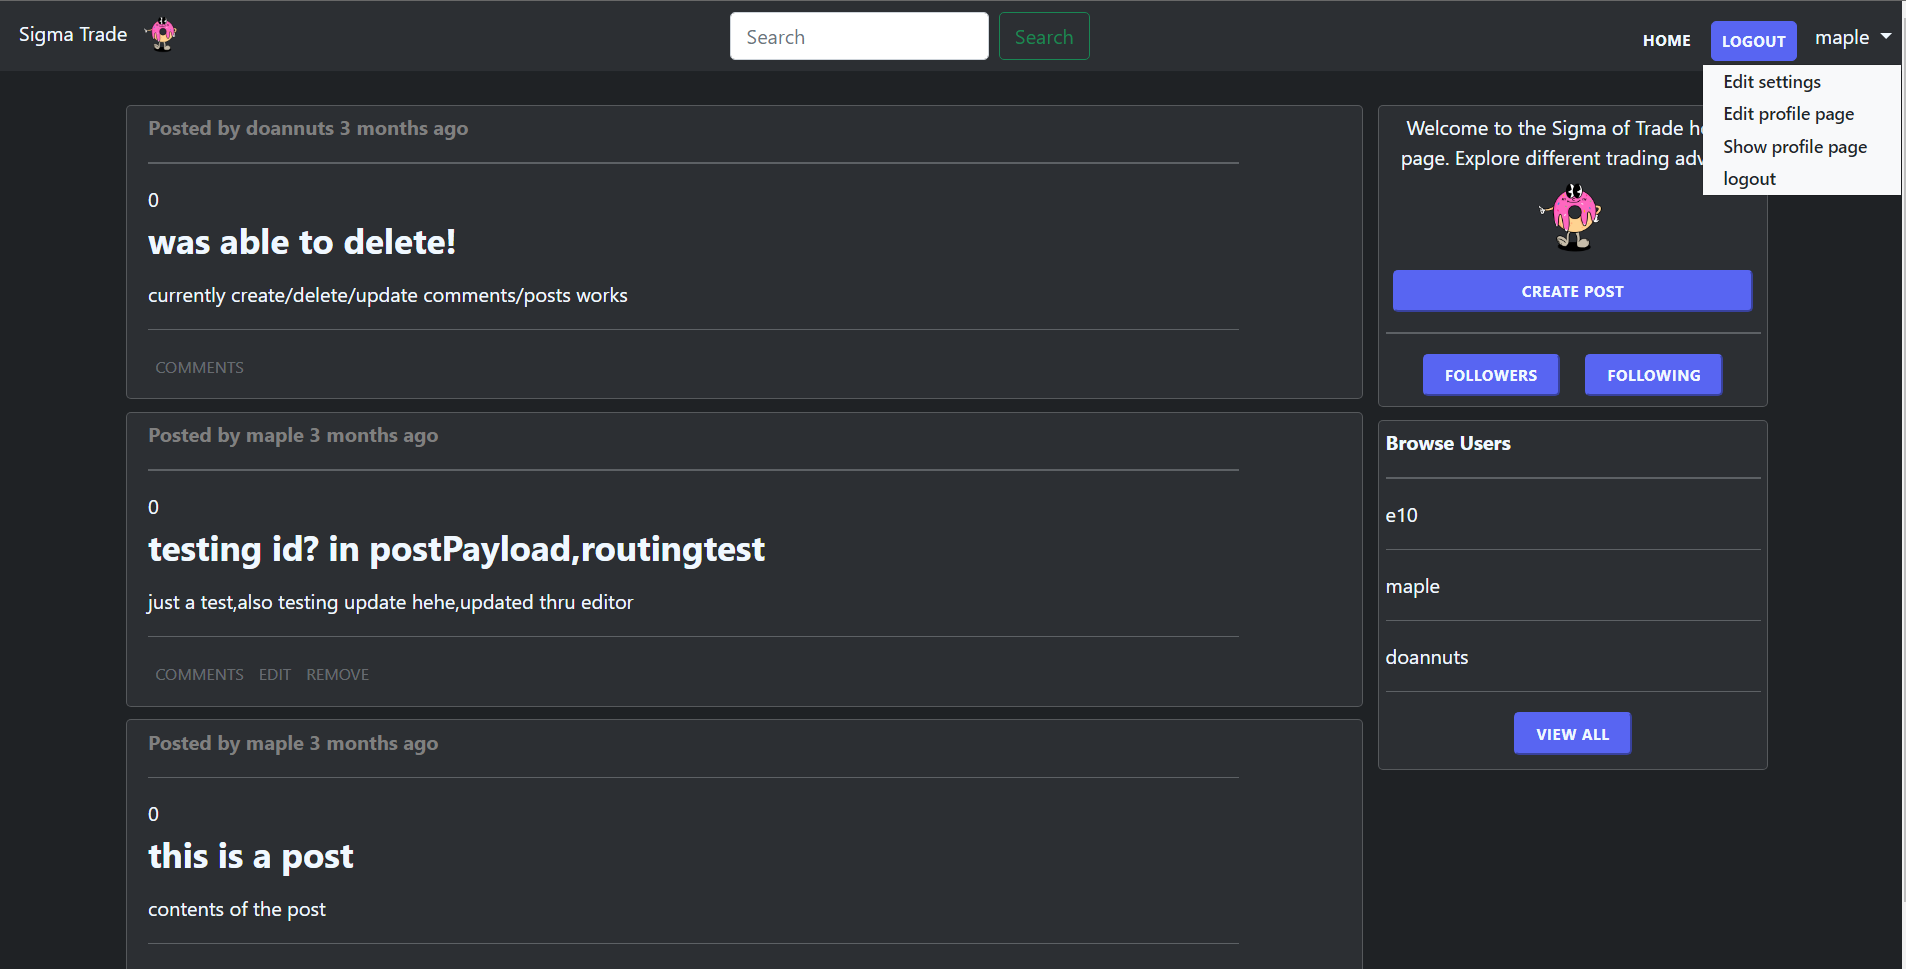 Sigma Trade
Search
Search
HOME
LOGOUT
maple
Edit settings
Edit profile page
Show profile page
logout
Posted by doannuts 3 months ago
0
was able to delete!
currently create/delete/update comments/posts works
COMMENTS
Posted by maple 3 months ago
0
testing id? in postPayload,routingtest
just a test,also testing update hehe,updated thru editor
COMMENTS EDIT REMOVE
Posted by maple 3 months ago
0
this is a post
contents of the post
Welcome to the Sigma of Trade
page. Explore different trading
CREATE POST
FOLLOWERS
FOLLOWING
Browse Users
e10
maple
doannuts
VIEW ALL